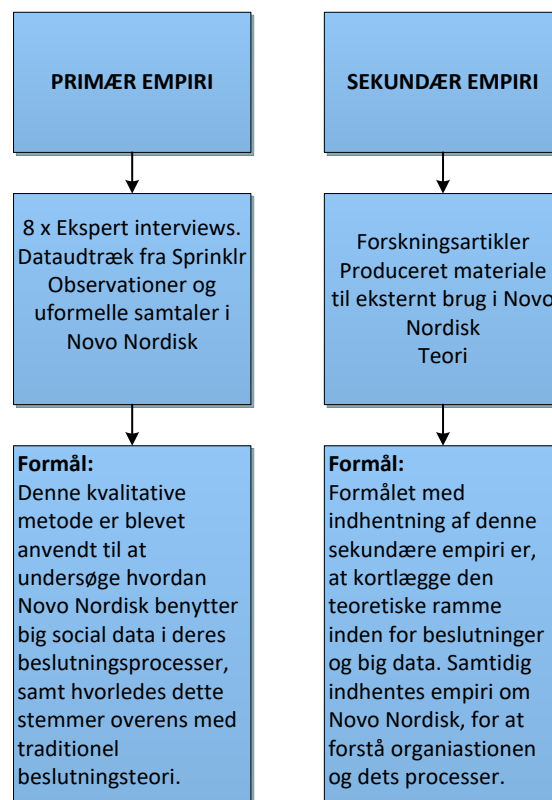 PRIMÆR EMPIRI
8 x Ekspert interviews.
Dataudtræk fra Sprinklr
Observationer og
uformelle samtaler i
Novo Nordisk
Formål:
Denne kvalitative
metode er blevet
anvendt til at
undersøge hvordan
Novo Nordisk benytter
big social data i deres
beslutningsprocesser,
samt hvorledes dette
stemmer overens med
traditionel
beslutningsteori.
SEKUNDÆR EMPIRI
Forskningsartikler
Produceret materiale
til eksternt brug i Novo
Nordisk
Teori
Formål:
Formålet med
indhentning af denne
sekundære empiri er,
at kortlægge den
teoretiske ramme
inden for beslutninger
og big data. Samtidig
indhentes empiri om
Novo Nordisk, for at
forstå organiastionen
og dets processer.